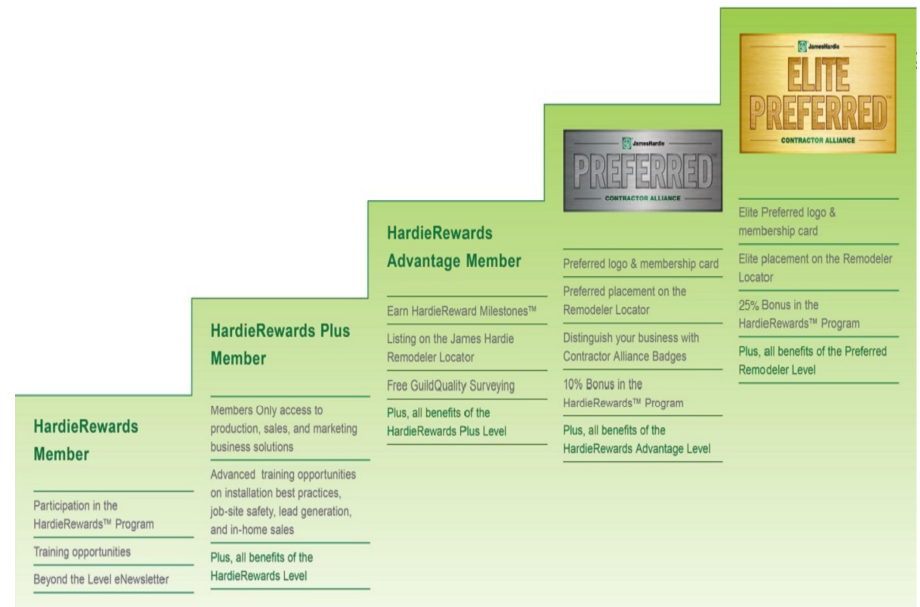 HardieRewards
Member
Participation in the
HardieRewards™ Program
Training opportunities
Beyond the Level eNewsletter
HardieRewards Plus
Member
Members Only access to
production, sales, and marketing
business solutions
Advanced training opportunities
on installation best practices,
job-site safety, lead generation,
and in-home sales
Plus, all benefits of the
HardieRewards Level
HardieRewards
Advantage Member
Earn HardieReward Milestones™
Listing on the James Hardie
Remodeler Locator
Free GuildQuality Surveying
Plus, all benefits of the
HardieRewards Plus Level
JamesHardie
PREFERRED™
CONTRACTOR ALLIANCE
Preferred logo & membership card
Preferred placement on the
Remodeler Locator
Distinguish your business with
Contractor Alliance Badges
10% Bonus in the
HardieRewards™ Program
Plus, all benefits of the
HardieRewards Advantage Level
JamesHardie
ELITE
PREFERRED™
CONTRACTOR ALLIANCE
Elite Preferred logo &
membership card
Elite placement on the Remodeler
Locator
25% Bonus in the
HardieRewards™ Program
Plus, all benefits of the Preferred
Remodeler Level